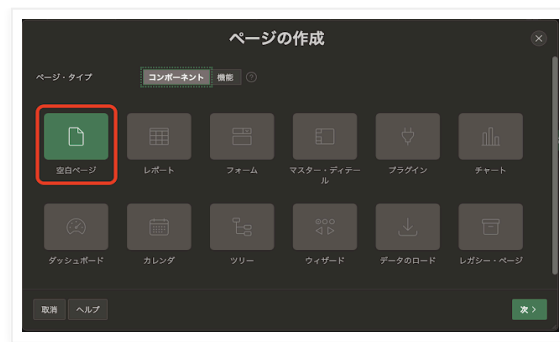 ページの作成
ページ・タイプ
コンポーネント 機能
空白ページ レポート フォーム マスター・ディテール プラグイン チャート
ダッシュボード カレンダ ツリー ウィザード データのロード レガシー・ページ
取消 ヘルプ 次